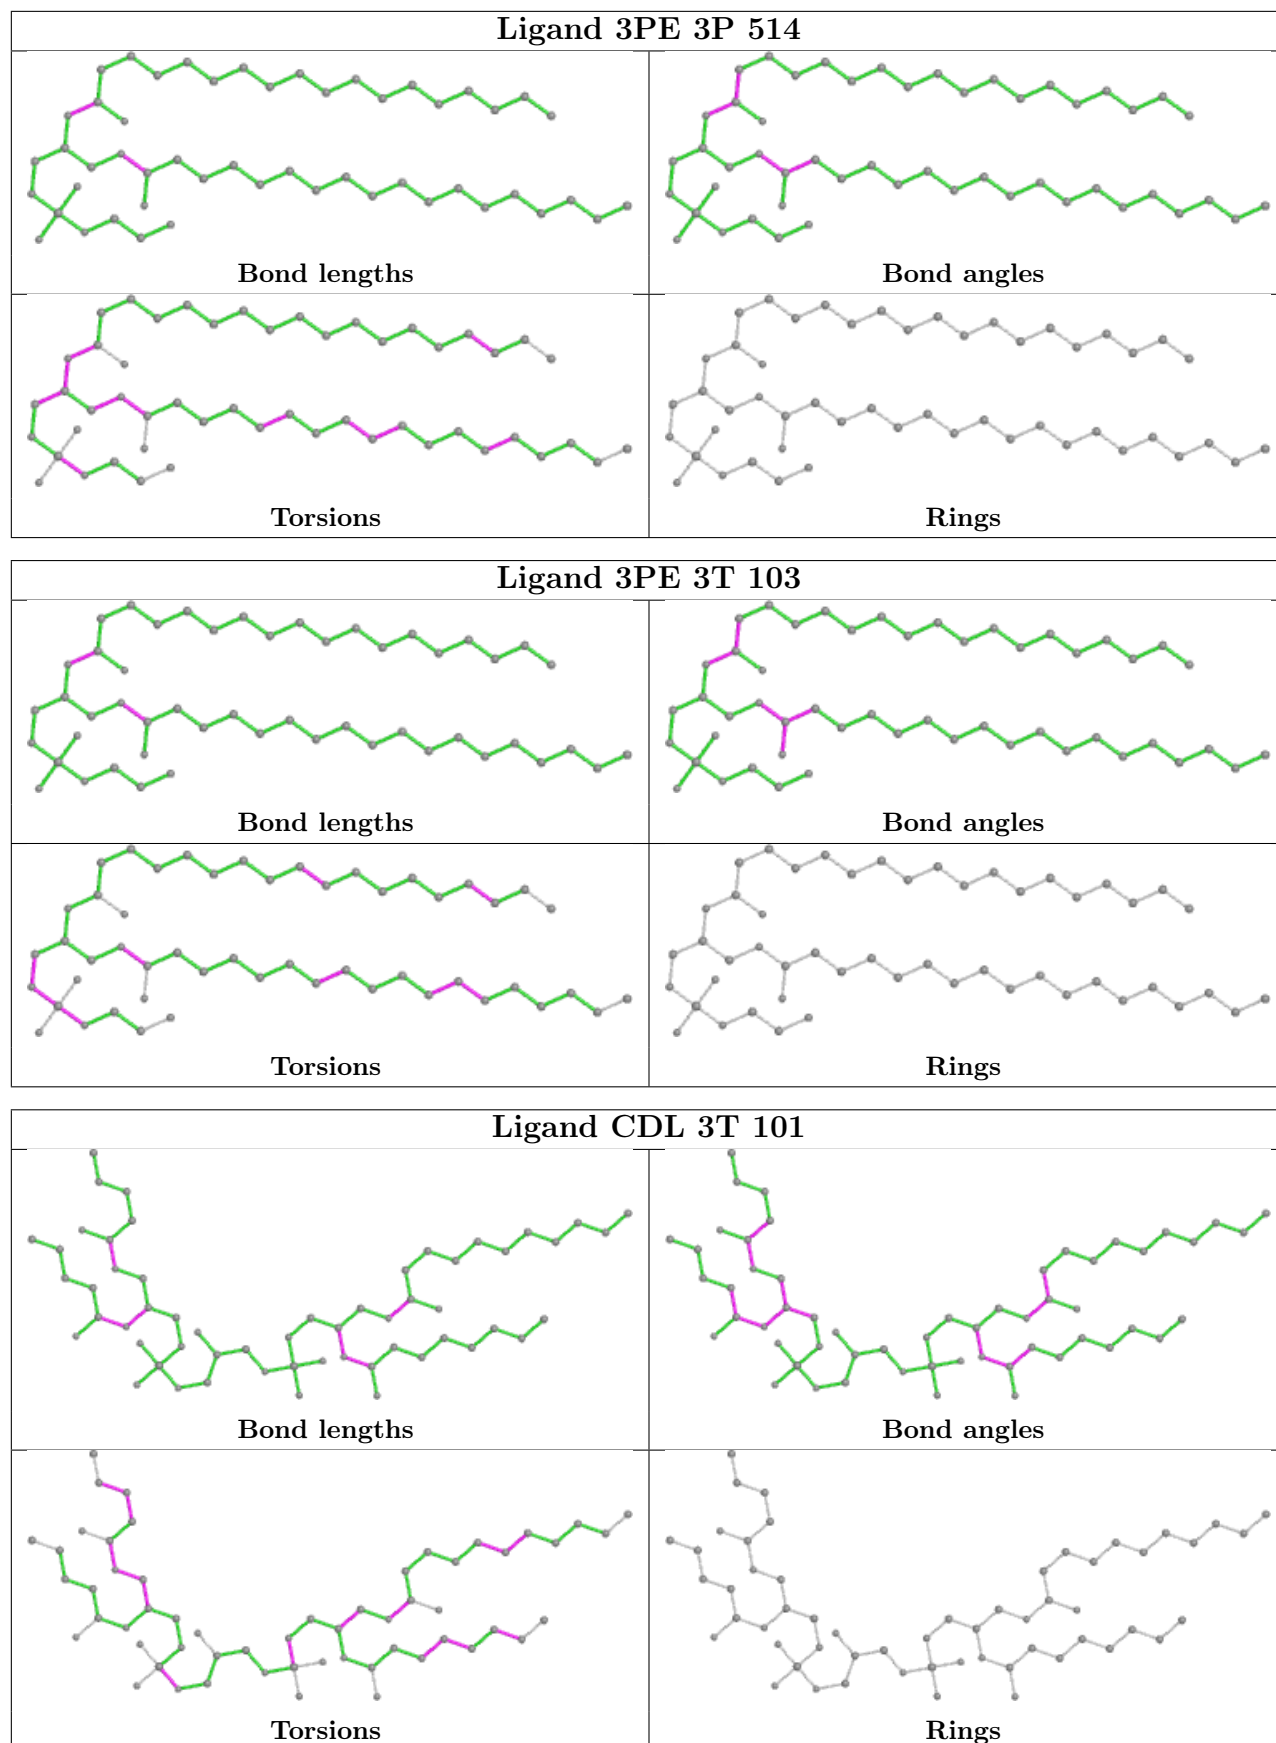 Ligand 3PE 3P 514
Bond lengths
Bond angles
Torsions
Rings
Ligand 3PE 3T 103
Bond lengths
Bond angles
Torsions
Rings
Ligand CDL 3T 101
Bond lengths
Bond angles
Torsions
Rings